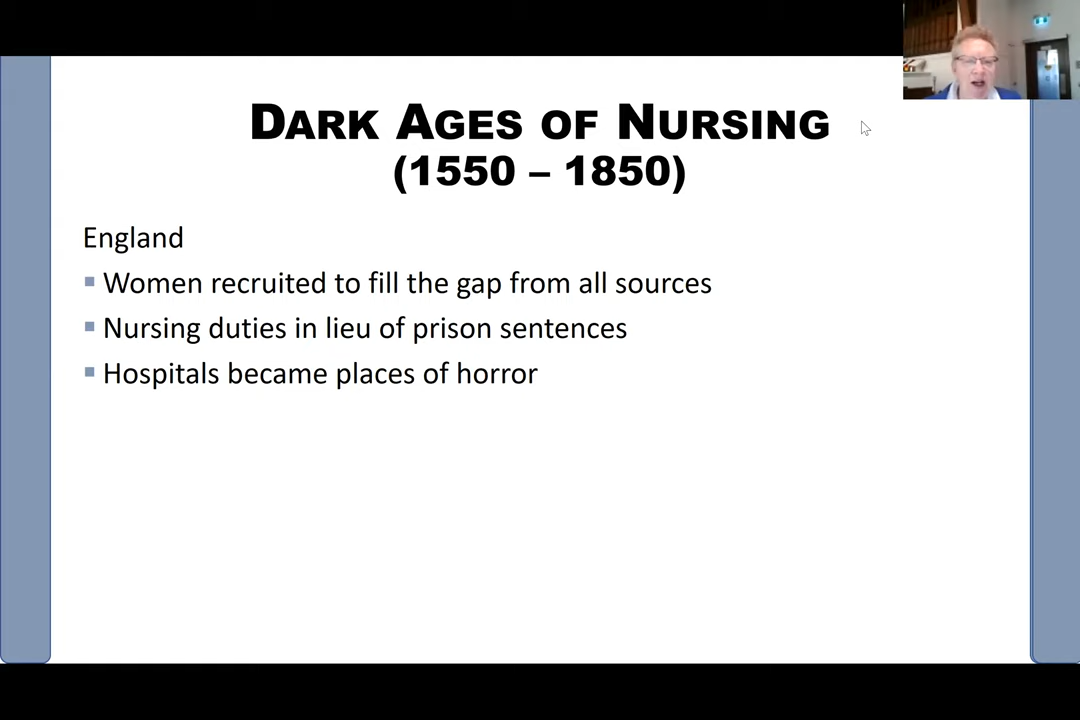 DARK AGES OF NURSING
(1550 – 1850)
England
▪ Women recruited to fill the gap from all sources
▪ Nursing duties in lieu of prison sentences
▪ Hospitals became places of horror